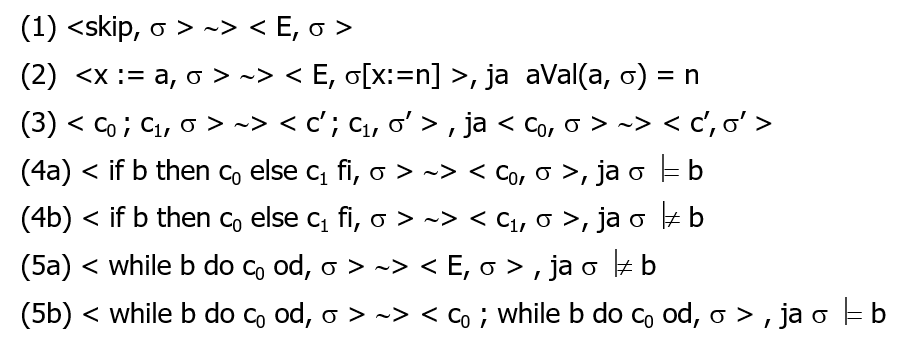 (1) <skip, σ > ~> < E, σ >
(2) <x := a, σ > ~> < E, σ[x:=n] >, ja aVal(a, σ) = n
(3) < c₀ ; c₁, σ > ~> < c′ ; c₁, σ′ > , ja < c₀, σ > ~> < c′, σ′ >
(4a) < if b then c₀ else c₁ fi, σ > ~> < c₀, σ >, ja σ ⊨ b
(4b) < if b then c₀ else c₁ fi, σ > ~> < c₁, σ >, ja σ ⊭ b
(5a) < while b do c₀ od, σ > ~> < E, σ > , ja σ ⊭ b
(5b) < while b do c₀ od, σ > ~> < c₀ ; while b do c₀ od, σ > , ja σ ⊨ b